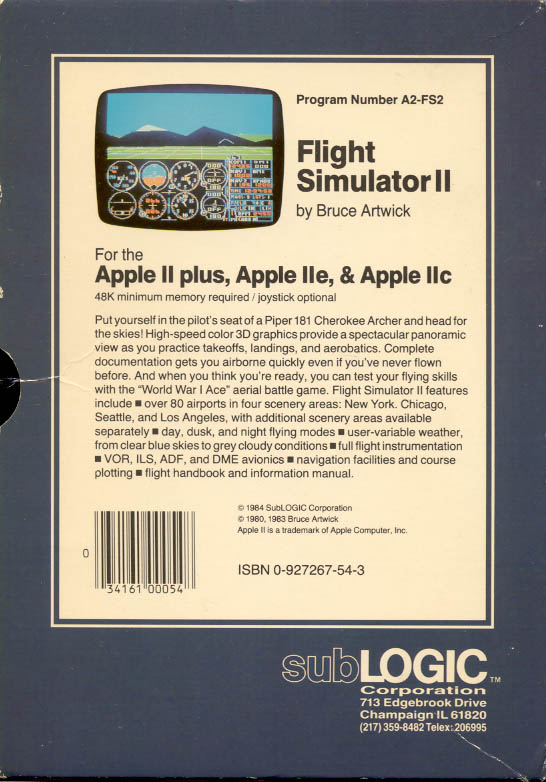 Program Number A2-FS2
Flight
Simulator II
by Bruce Artwick
For the
Apple II plus, Apple IIe, & Apple IIc
48K minimum memory required / joystick optional
Put yourself in the pilot's seat of a Piper 181 Cherokee Archer and head for
the skies! High-speed color 3D graphics provide a spectacular panoramic
view as you practice takeoffs, landings, and aerobatics. Complete
documentation gets you airborne quickly even if you've never flown
before. And when you think you're ready, you can test your flying skills
with the "World War I Ace" aerial battle game. Flight Simulator II features
include ■ over 80 airports in four scenery areas: New York. Chicago,
Seattle, and Los Angeles, with additional scenery areas available
separately ■ day, dusk, and night flying modes ■ user-variable weather,
from clear blue skies to grey cloudy conditions ■ full flight instrumentation
■ VOR, ILS, ADF, and DME avionics ■ navigation facilities and course
plotting ■ flight handbook and information manual.
© 1984 SubLOGIC Corporation
© 1980, 1983 Bruce Artwick
Apple II is a trademark of Apple Computer, Inc.
ISBN 0-927267-54-3
0 34161 00054
subLOGIC TM
Corporation
713 Edgebrook Drive
Champaign IL 61820
(217) 359-8482 Telex: 206995